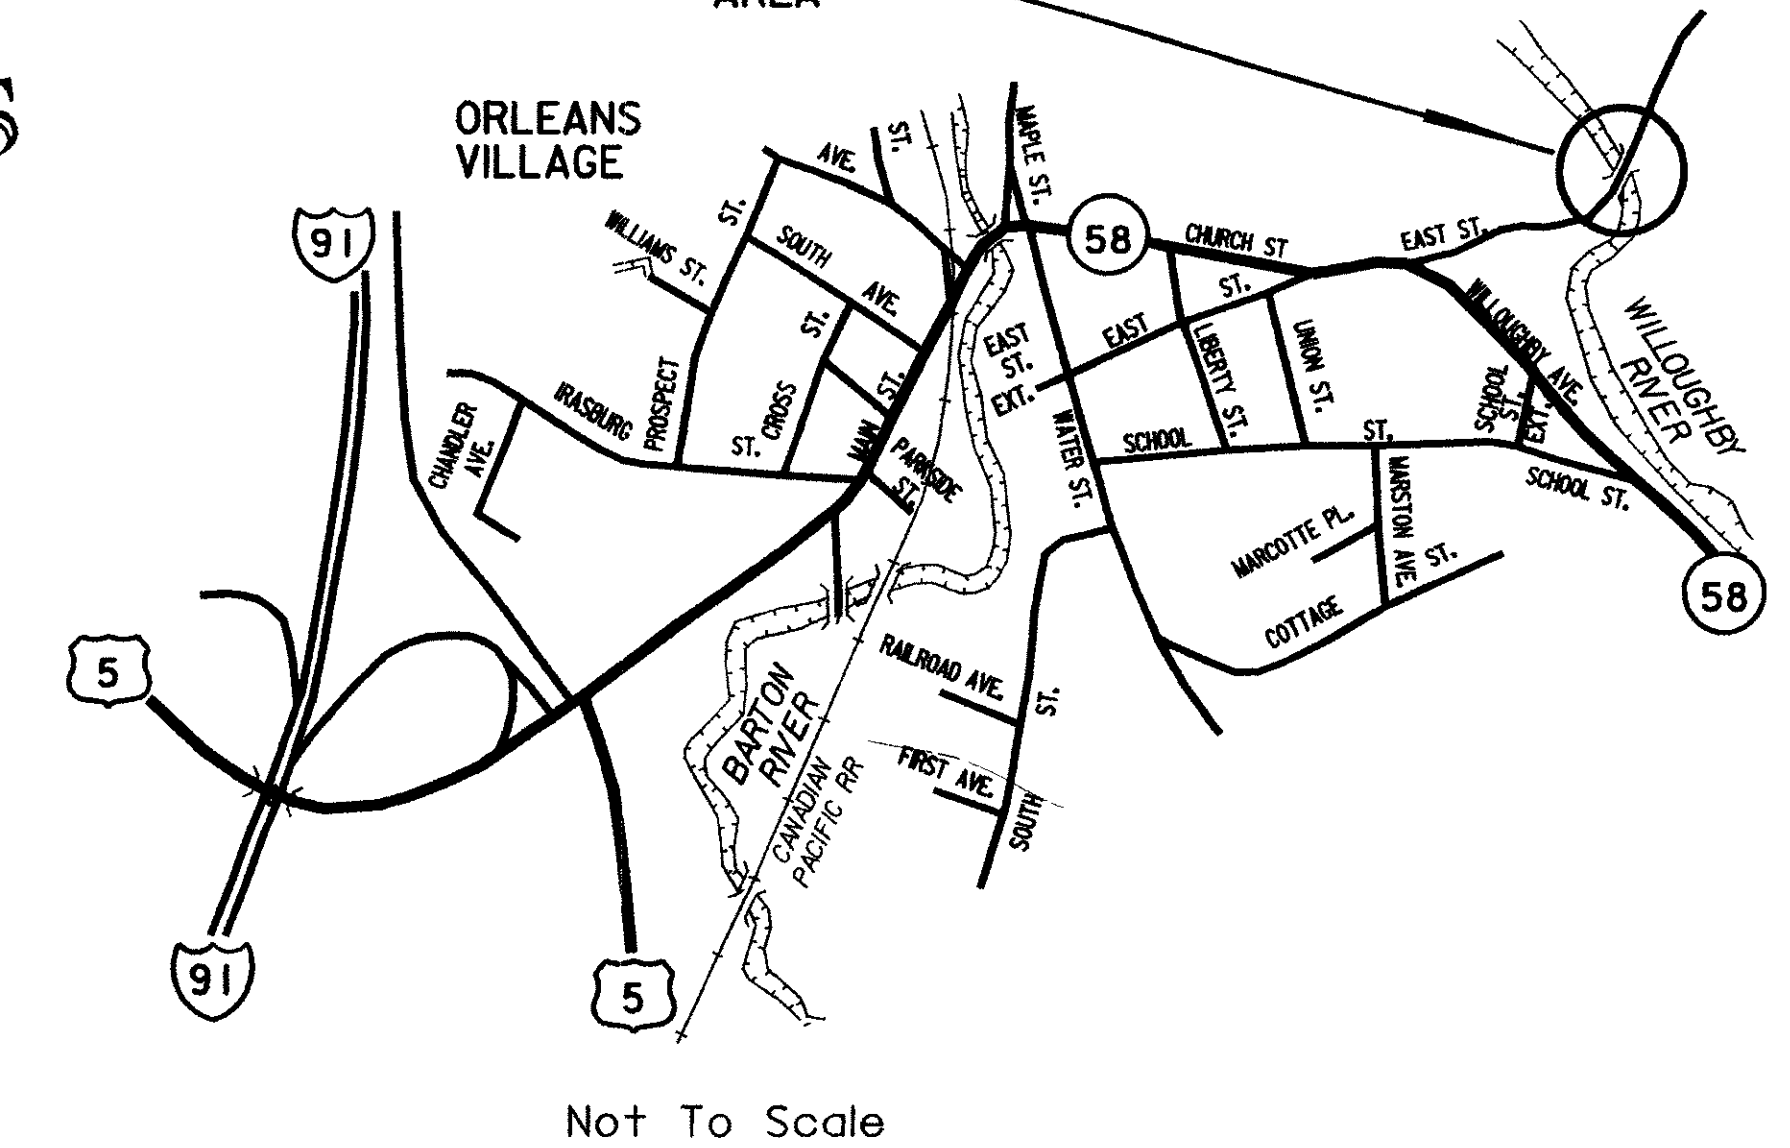 AREA
S
ORLEANS
VILLAGE
91
AVE.
ST.
MAPLE ST.
58
CHURCH ST
EAST ST.
WILLIAMS ST.
ST.
SOUTH
AVE.
ST.
EAST
ST.
EXT.
EAST
ST.
LIBERTY ST.
UNION ST.
WILLOUGHBY AVE.
WILLOUGHBY
RIVER
SCHOOL
ST.
EXT.
IRASBURG
ST.
PROSPECT
CROSS
MAIN
ST.
CHANDLER
AVE.
PARKSIDE
ST.
WATER ST.
SCHOOL
ST.
SCHOOL ST.
MARSTON AVE.
MARCOTTE PL.
COTTAGE
ST.
58
5
RAILROAD AVE.
ST.
BARTON
RIVER
FIRST AVE.
SOUTH
CANADIAN
PACIFIC RR
91
5
Not To Scale